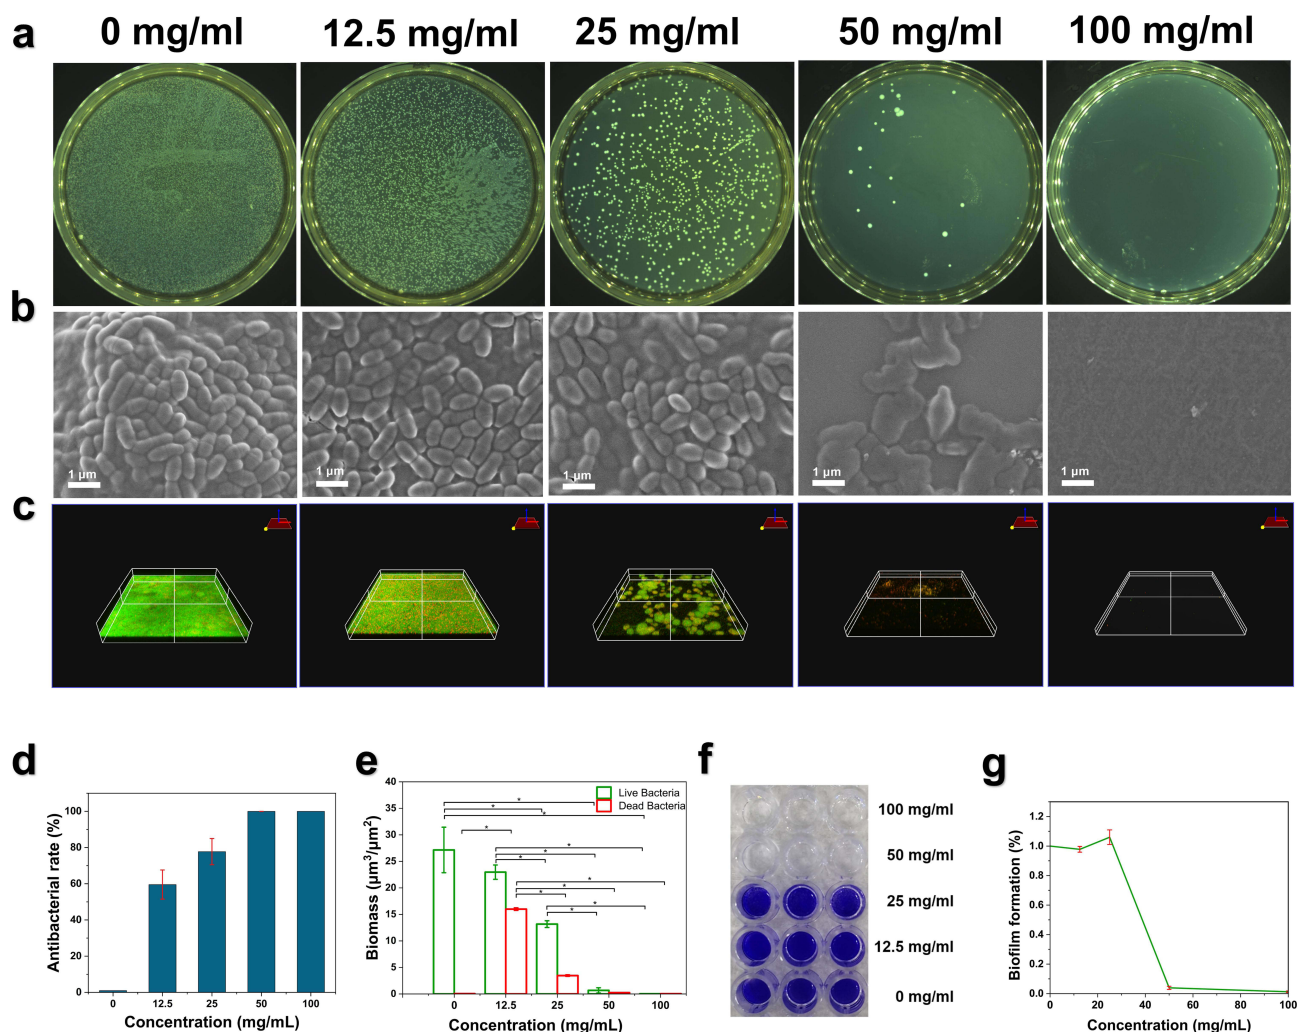 a
0 mg/ml
12.5 mg/ml
25 mg/ml
50 mg/ml
100 mg/ml
b
1 µm
1 µm
1 µm
1 µm
1 µm
c
d
Antibacterial rate (%)
100
80
60
40
20
0
0
12.5
25
50
100
Concentration (mg/mL)
e
Biomass (µm³/µm²)
40
35
30
25
20
15
10
5
0
Live Bacteria
Dead Bacteria
*
*
*
*
*
*
*
*
*
*
*
*
*
0
12.5
25
50
100
Concentration (mg/mL)
f
100 mg/ml
50 mg/ml
25 mg/ml
12.5 mg/ml
0 mg/ml
g
Biofilm formation (%)
1.2
1.0
0.8
0.6
0.4
0.2
0.0
0
20
40
60
80
100
Concentration (mg/mL)